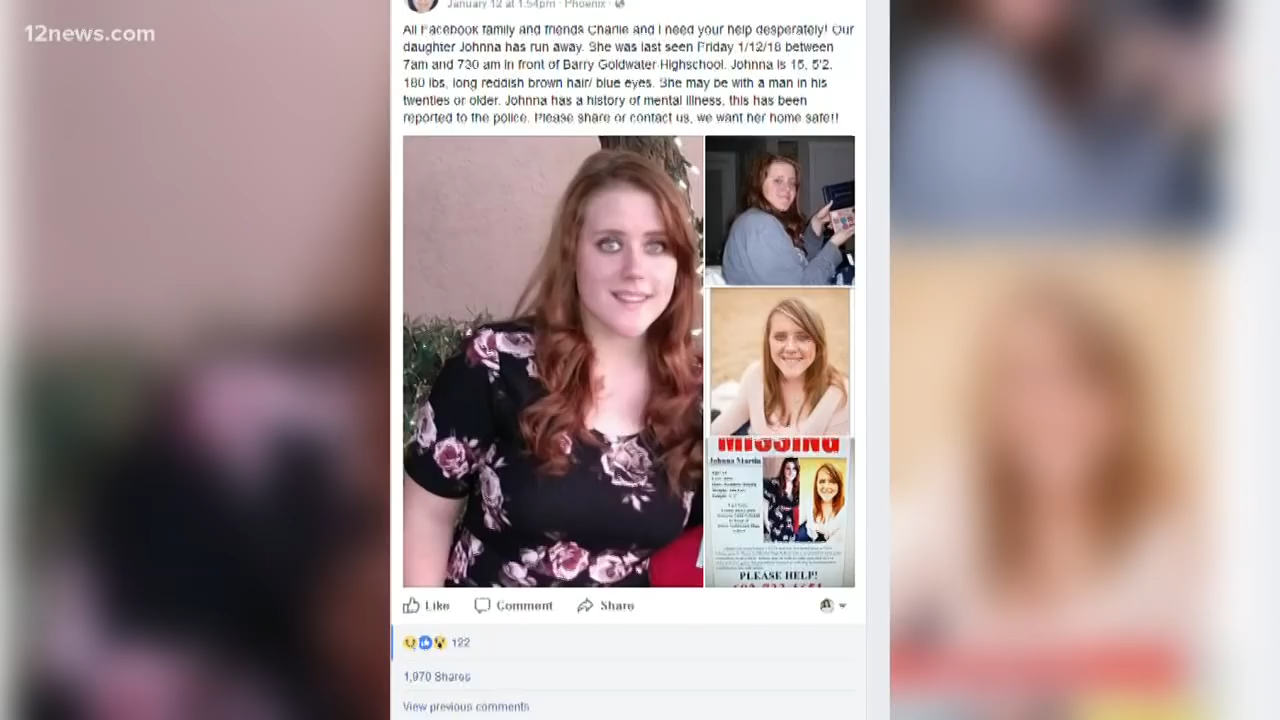 12news.com
January 12 at 1:54pm · Phoenix ·
All Facebook family and friends Charlie and I need your help desperately! Our
daughter Johnna has run away. She was last seen Friday 1/12/18 between
7am and 730 am in front of Barry Goldwater Highschool. Johnna is 15, 5'2,
180 lbs, long reddish brown hair/ blue eyes. She may be with a man in his
twenties or older. Johnna has a history of mental illness, this has been
reported to the police. Please share or contact us, we want her home safe!!
MISSING
Johnna Martin
PLEASE HELP!
Like Comment Share
122
1,970 Shares
View previous comments